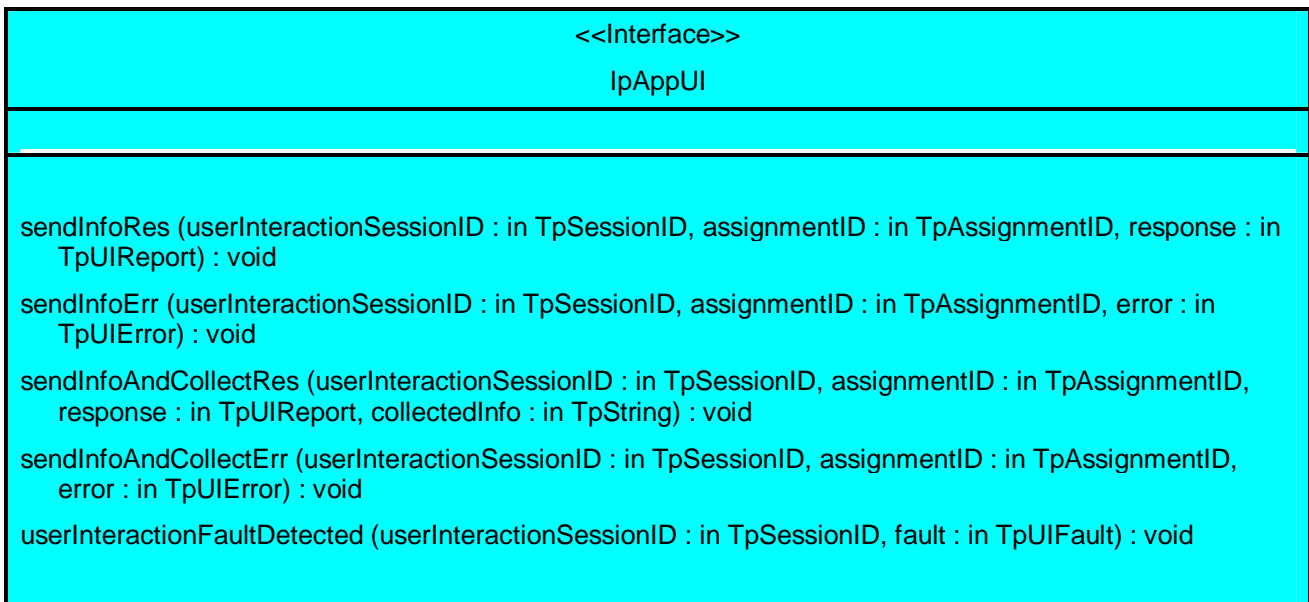 <<Interface>>
IpAppUI
sendInfoRes (userInteractionSessionID : in TpSessionID, assignmentID : in TpAssignmentID, response : in
TpUIReport) : void
sendInfoErr (userInteractionSessionID : in TpSessionID, assignmentID : in TpAssignmentID, error : in
TpUIError) : void
sendInfoAndCollectRes (userInteractionSessionID : in TpSessionID, assignmentID : in TpAssignmentID,
response : in TpUIReport, collectedInfo : in TpString) : void
sendInfoAndCollectErr (userInteractionSessionID : in TpSessionID, assignmentID : in TpAssignmentID,
error : in TpUIError) : void
userInteractionFaultDetected (userInteractionSessionID : in TpSessionID, fault : in TpUIFault) : void